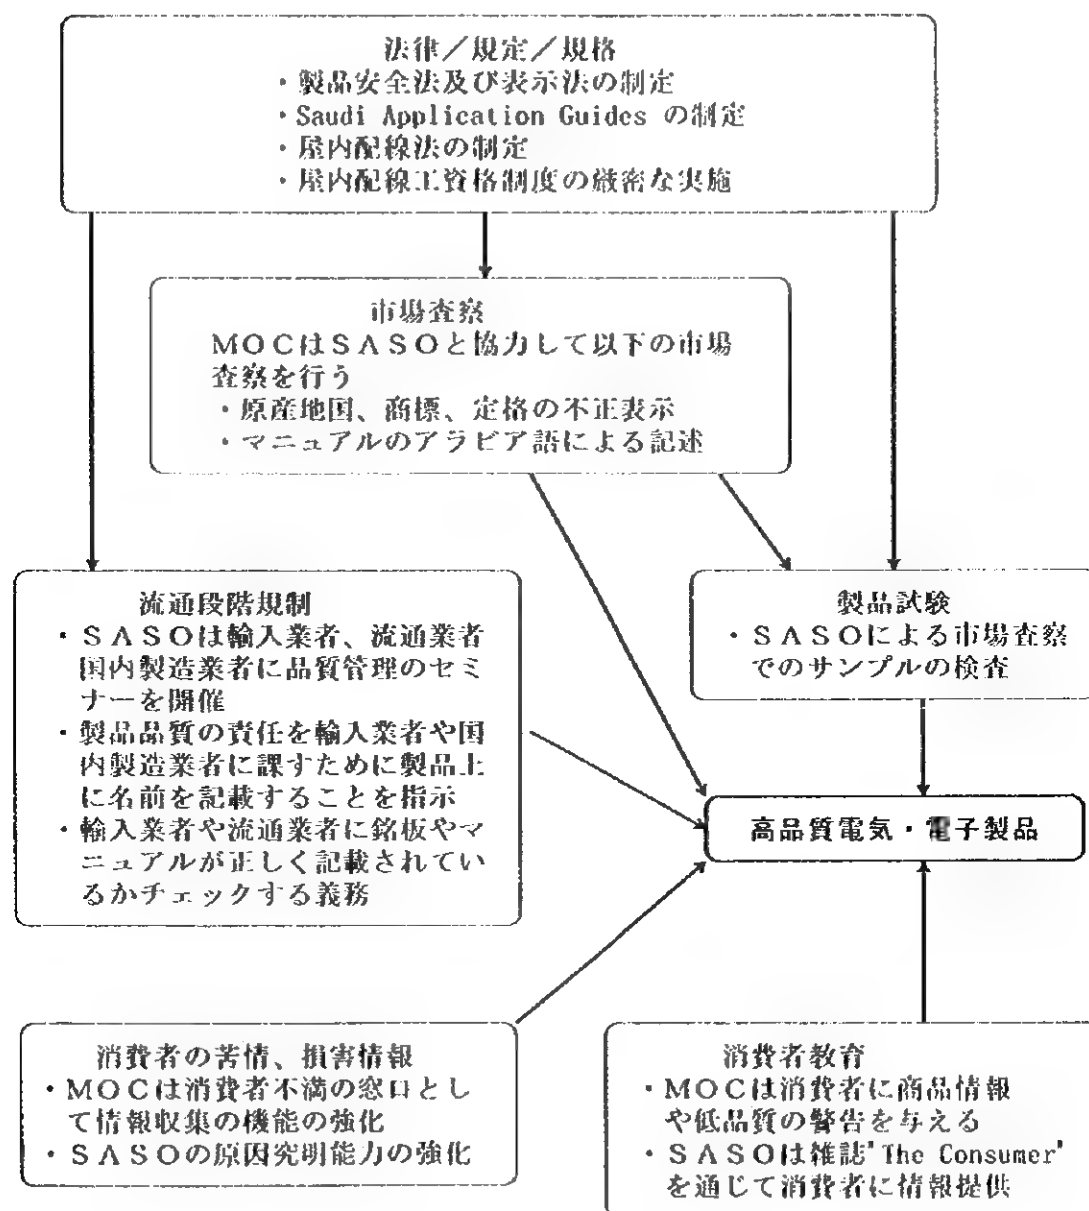 法律／規定／規格
・製品安全法及び表示法の制定
・Saudi Application Guides の制定
・屋内配線法の制定
・屋内配線工資格制度の厳密な実施
市場査察
MOCはSASOと協力して以下の市場
査察を行う
・原産地国、商標、定格の不正表示
・マニュアルのアラビア語による記述
流通段階規制
・SASOは輸入業者、流通業者
国内製造業者に品質管理のセミ
ナーを開催
・製品品質の責任を輸入業者や国
内製造業者に課すために製品上
に名前を記載することを指示
・輸入業者や流通業者に銘板やマ
ニュアルが正しく記載されてい
るかチェックする義務
製品試験
・SASOによる市場査察
でのサンプルの検査
高品質電気・電子製品
消費者の苦情、損害情報
・MOCは消費者不満の窓口とし
て情報収集の機能の強化
・SASOの原因究明能力の強化
消費者教育
・MOCは消費者に商品情報
や低品質の警告を与える
・SASOは雑誌'The Consumer'
を通じて消費者に情報提供